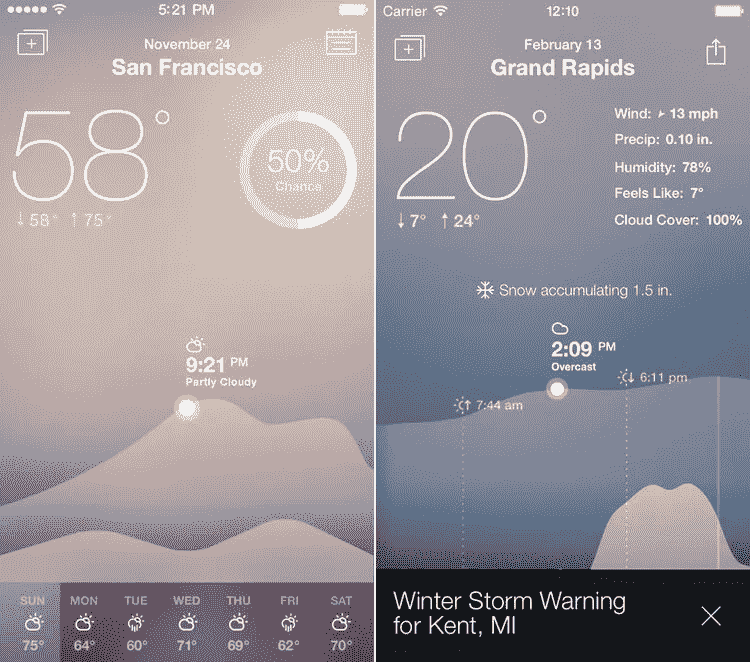 5:21 PM
November 24
San Francisco
58°
50%
Chance
↓58° ↑75°
9:21 PM
Partly Cloudy
SUN MON TUE WED THU FRI SAT
75° 64° 60° 71° 69° 62° 70°
Carrier 12:10
February 13
Grand Rapids
20°
Wind: 13 mph
Precip: 0.10 in.
Humidity: 78%
Feels Like: 7°
Cloud Cover: 100%
↓7° ↑24°
Snow accumulating 1.5 in.
2:09 PM
Overcast
6:11 pm
7:44 am
Winter Storm Warning
for Kent, MI